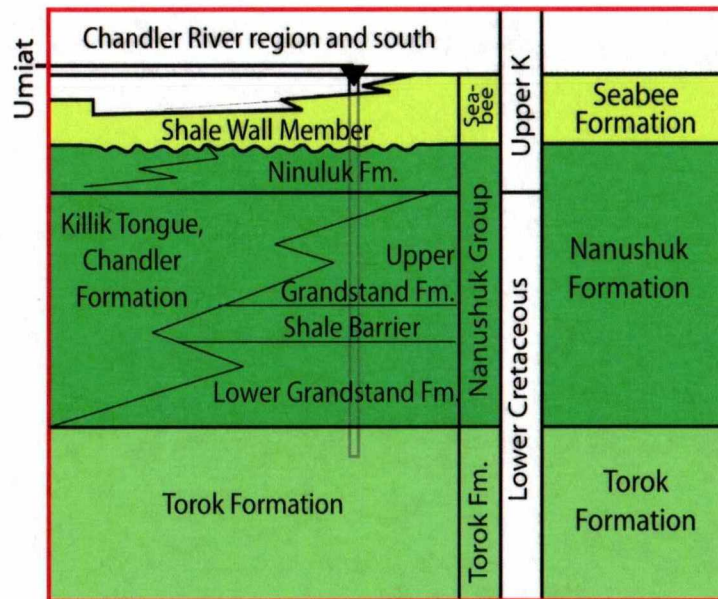 Umiat
Chandler River region and south
Shale Wall Member
Ninuluk Fm.
Killik Tongue,
Chandler
Formation
Upper
Grandstand Fm.
Shale Barrier
Lower Grandstand Fm.
Torok Formation
Sea-
bee
Nanushuk Group
Torok Fm.
Upper K
Lower Cretaceous
Seabee
Formation
Nanushuk
Formation
Torok
Formation